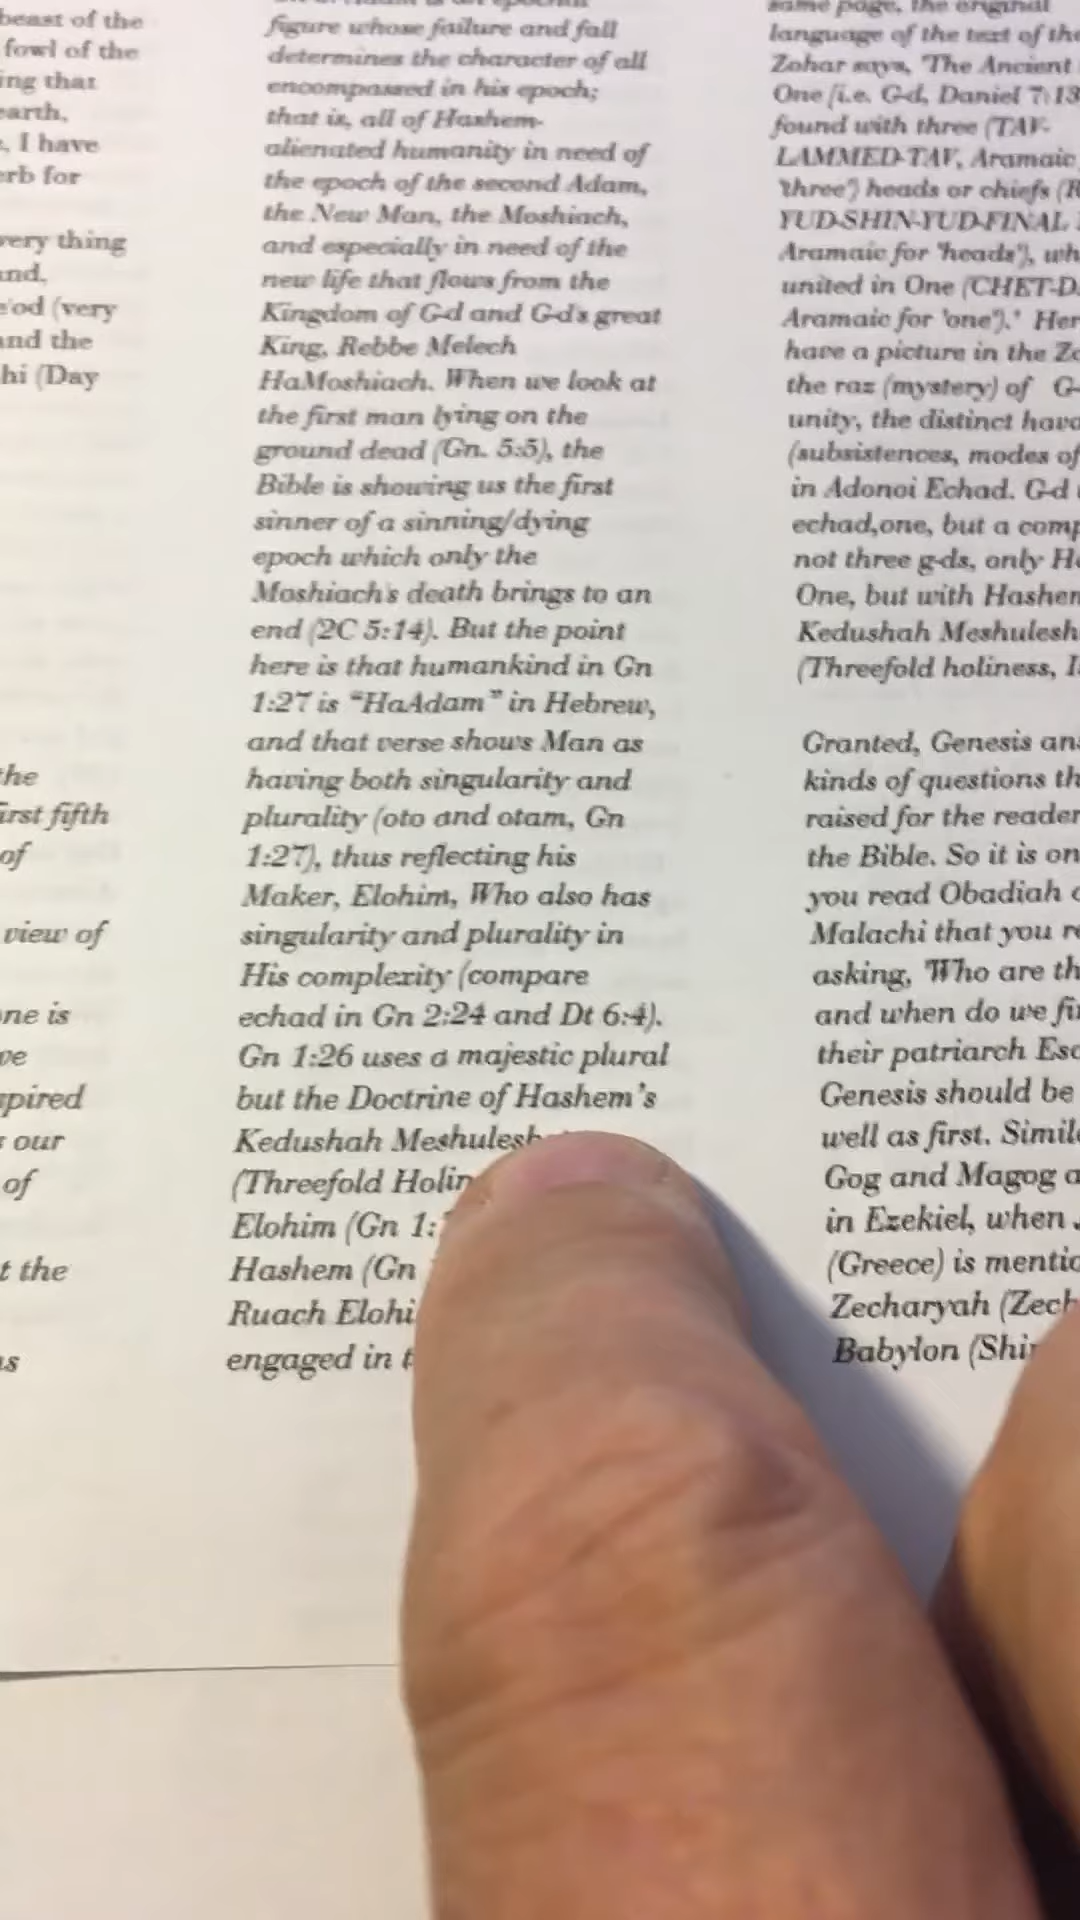 beast of the
fowl of the
ing that
earth,
I have
erb for
very thing
and,
e'od (very
and the
hi (Day
the
irst fifth
of
view of
one is
ve
spired
our
of
t the
as
figure whose failure and fall
determines the character of all
encompassed in his epoch;
that is, all of Hashem-
alienated humanity in need of
the epoch of the second Adam,
the New Man, the Moshiach,
and especially in need of the
new life that flows from the
Kingdom of G-d and G-d's great
King, Rebbe Melech
HaMoshiach. When we look at
the first man lying on the
ground dead (Gn. 5:5), the
Bible is showing us the first
sinner of a sinning/dying
epoch which only the
Moshiach's death brings to an
end (2C 5:14). But the point
here is that humankind in Gn
1:27 is “HaAdam” in Hebrew,
and that verse shows Man as
having both singularity and
plurality (oto and otam, Gn
1:27), thus reflecting his
Maker, Elohim, Who also has
singularity and plurality in
His complexity (compare
echad in Gn 2:24 and Dt 6:4).
Gn 1:26 uses a majestic plural
but the Doctrine of Hashem's
Kedushah Meshulesh
(Threefold Holin
Elohim (Gn 1:
Hashem (Gn
Ruach Elohi
engaged in t
same page, the original
language of the text of the
Zohar says, 'The Ancient
One [i.e. G-d, Daniel 7:13
found with three (TAV-
LAMMED-TAV, Aramaic
'three') heads or chiefs (R
YUD-SHIN-YUD-FINAL
Aramaic for 'heads'), wh
united in One (CHET-D
Aramaic for 'one').' Her
have a picture in the Zo
the raz (mystery) of G-
unity, the distinct hava
(subsistences, modes of
in Adonoi Echad. G-d
echad,one, but a comp
not three g-ds, only Ha
One, but with Hashem
Kedushah Meshulesh
(Threefold holiness, I
Granted, Genesis ans
kinds of questions th
raised for the reader
the Bible. So it is on
you read Obadiah
Malachi that you re
asking, 'Who are th
and when do we fi
their patriarch Esa
Genesis should be
well as first. Simil
Gog and Magog a
in Ezekiel, when
(Greece) is mentio
Zecharyah (Zech
Babylon (Shi